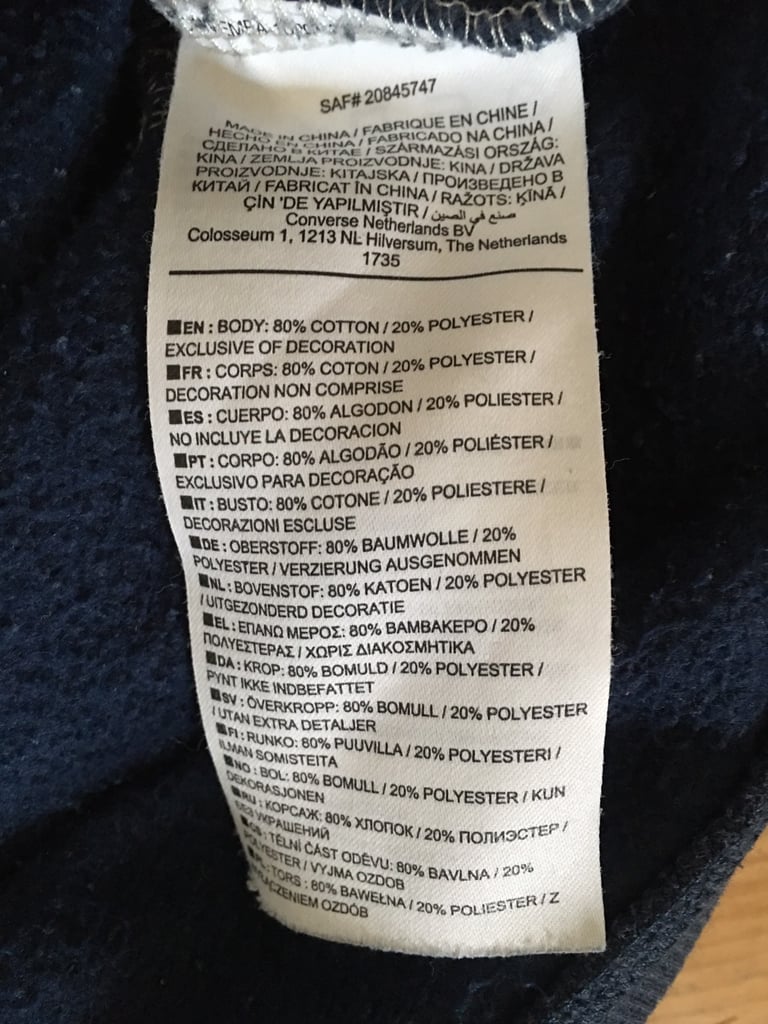 SAF# 20845747
MADE IN CHINA / FABRIQUE EN CHINE /
HECHO EN CHINA / FABRICADO NA CHINA /
СДЕЛАНО В КИТАЕ / SZÁRMAZÁSI ORSZÁG:
KINA / ZEMLJA PROIZVODNJE: KINA / DRŽAVA
PROIZVODNJE: KITAJSKA / ПРОИЗВЕДЕНО В
КИТАЙ / FABRICAT ÎN CHINA / RAŽOTS: ĶĪNĀ /
ÇİN 'DE YAPILMIŞTIR / صنع في الصين
Converse Netherlands BV
Colosseum 1, 1213 NL Hilversum, The Netherlands
1735
EN : BODY: 80% COTTON / 20% POLYESTER /
EXCLUSIVE OF DECORATION
FR : CORPS: 80% COTON / 20% POLYESTER /
DECORATION NON COMPRISE
ES : CUERPO: 80% ALGODON / 20% POLIESTER /
NO INCLUYE LA DECORACION
PT : CORPO: 80% ALGODÃO / 20% POLIÉSTER /
EXCLUSIVO PARA DECORAÇÃO
IT : BUSTO: 80% COTONE / 20% POLIESTERE /
DECORAZIONI ESCLUSE
DE : OBERSTOFF: 80% BAUMWOLLE / 20%
POLYESTER / VERZIERUNG AUSGENOMMEN
NL : BOVENSTOF: 80% KATOEN / 20% POLYESTER
/ UITGEZONDERD DECORATIE
EL : ΕΠΑΝΩ ΜΕΡΟΣ: 80% ΒΑΜΒΑΚΕΡΟ / 20%
ΠΟΛΥΕΣΤΕΡΑΣ / ΧΩΡΙΣ ΔΙΑΚΟΣΜΗΤΙΚΑ
DA : KROP: 80% BOMULD / 20% POLYESTER /
PYNT IKKE INDBEFATTET
SV : ÖVERKROPP: 80% BOMULL / 20% POLYESTER
/ UTAN EXTRA DETALJER
FI : RUNKO: 80% PUUVILLA / 20% POLYESTERI /
ILMAN SOMISTEITA
NO : BOL: 80% BOMULL / 20% POLYESTER / KUN
DEKORASJONEN
RU : КОРСАЖ: 80% ХЛОПОК / 20% ПОЛИЭСТЕР /
БЕЗ УКРАШЕНИЙ
CS : TĚLNÍ ČÁST ODĚVU: 80% BAVLNA / 20%
POLYESTER / VYJMA OZDOB
PL : TORS : 80% BAWEŁNA / 20% POLIESTER / Z
OZDÓB